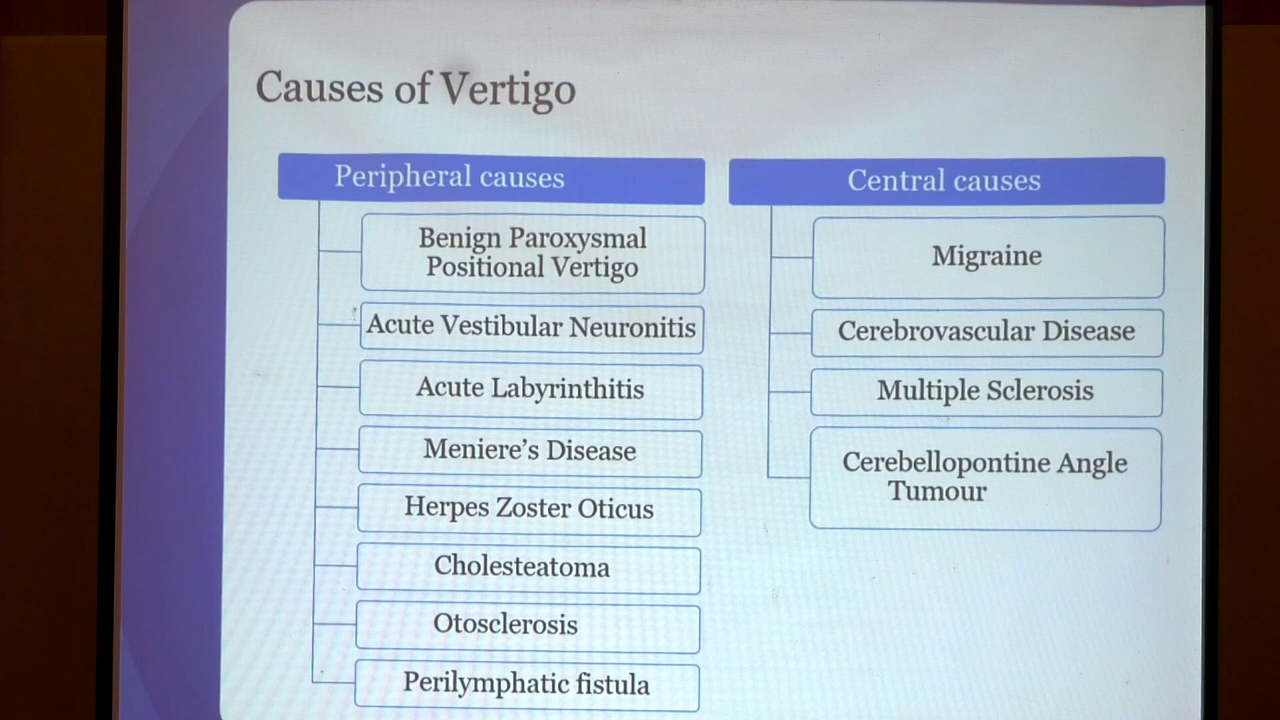 Causes of Vertigo
Peripheral causes
Benign Paroxysmal
Positional Vertigo
Acute Vestibular Neuronitis
Acute Labyrinthitis
Meniere's Disease
Herpes Zoster Oticus
Cholesteatoma
Otosclerosis
Perilymphatic fistula
Central causes
Migraine
Cerebrovascular Disease
Multiple Sclerosis
Cerebellopontine Angle
Tumour